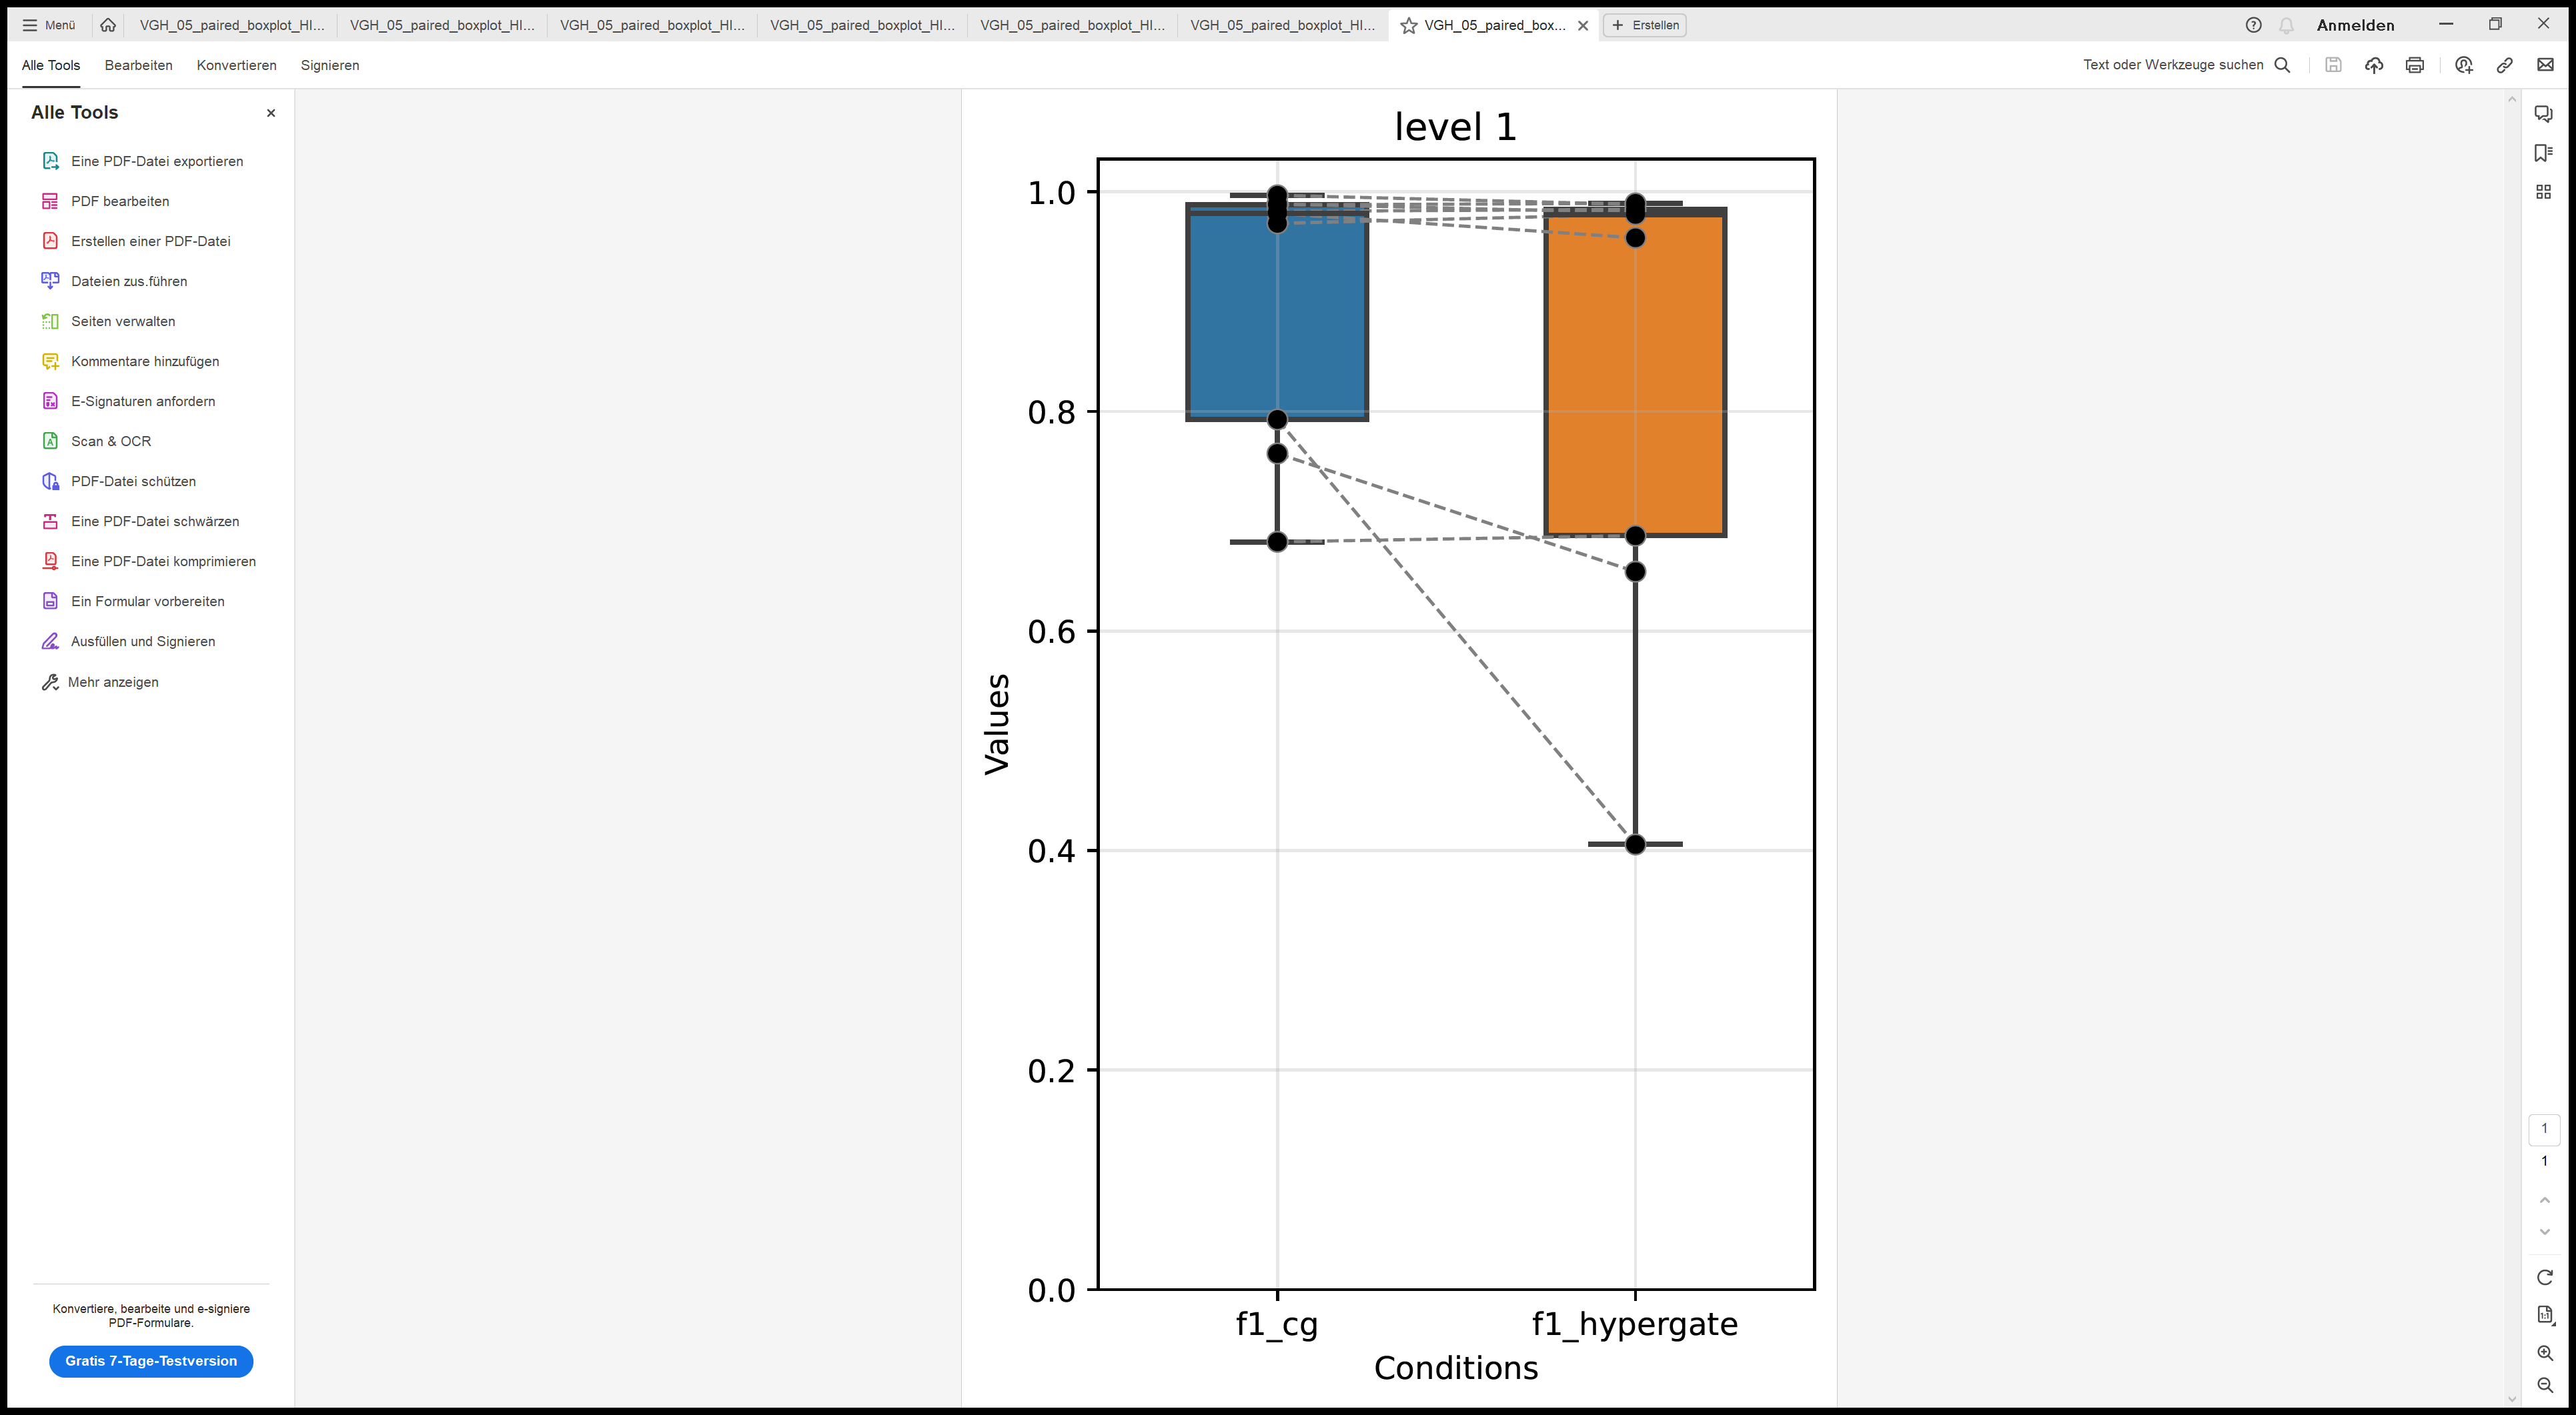 Menü
VGH_05_paired_boxplot_HI...
VGH_05_paired_boxplot_HI...
VGH_05_paired_boxplot_HI...
VGH_05_paired_boxplot_HI...
VGH_05_paired_boxplot_HI...
VGH_05_paired_boxplot_HI...
VGH_05_paired_box...
Erstellen
Anmelden
Alle Tools
Bearbeiten
Konvertieren
Signieren
Text oder Werkzeuge suchen
Alle Tools
Eine PDF-Datei exportieren
PDF bearbeiten
Erstellen einer PDF-Datei
Dateien zus.führen
Seiten verwalten
Kommentare hinzufügen
E-Signaturen anfordern
Scan & OCR
PDF-Datei schützen
Eine PDF-Datei schwärzen
Eine PDF-Datei komprimieren
Ein Formular vorbereiten
Ausfüllen und Signieren
Mehr anzeigen
Konvertiere, bearbeite und e-signiere
PDF-Formulare.
Gratis 7-Tage-Testversion
level 1
1.0
0.8
0.6
0.4
0.2
0.0
Values
f1_cg
f1_hypergate
Conditions
1
1